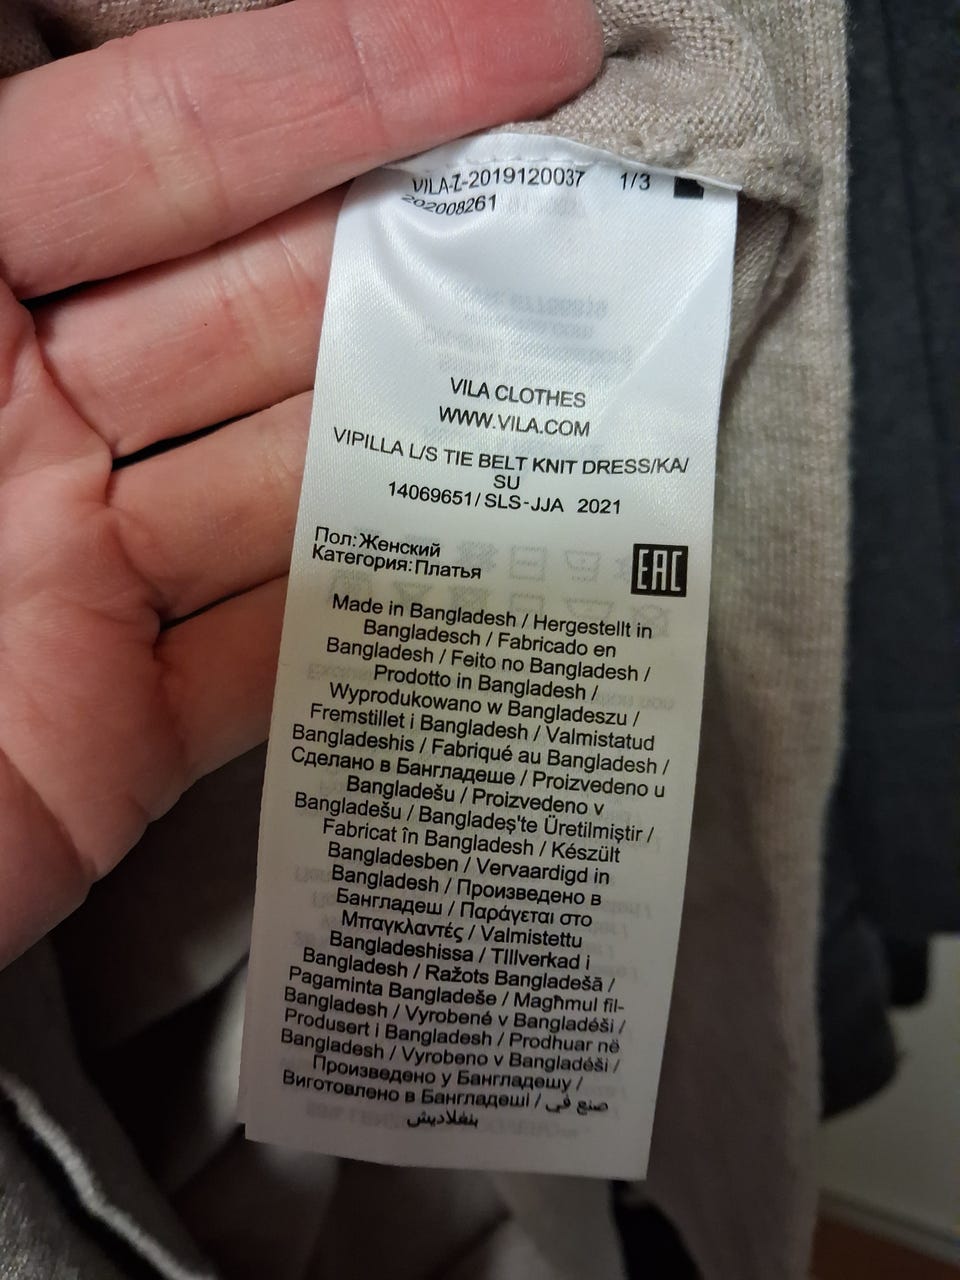 VILA-Z-2019120037 1/3
202008261
VILA CLOTHES
WWW.VILA.COM
VIPILLA L/S TIE BELT KNIT DRESS/KA/
SU
14069651/ SLS-JJA 2021
Пол:Женский
Категория:Платья
EAC
Made in Bangladesh / Hergestellt in
Bangladesch / Fabricado en
Bangladesh / Feito no Bangladesh /
Prodotto in Bangladesh /
Wyprodukowano w Bangladeszu /
Fremstillet i Bangladesh / Valmistatud
Bangladeshis / Fabriqué au Bangladesh /
Сделано в Бангладеше / Proizvedeno u
Bangladešu / Proizvedeno v
Bangladešu / Bangladeş'te Üretilmiştir /
Fabricat în Bangladesh / Készült
Bangladesben / Vervaardigd in
Bangladesh / Произведено в
Бангладеш / Παράγεται στο
Μπαγκλαντές / Valmistettu
Bangladeshissa / TIllverkad i
Bangladesh / Ražots Bangladešā /
Pagaminta Bangladeše / Magħmul fil-
Bangladesh / Vyrobené v Bangladéši /
Produsert i Bangladesh / Prodhuar në
Bangladesh / Vyrobeno v Bangladéši /
Произведено у Бангладешу /
Виготовлено в Бангладеші / صنع في
بنغلاديش